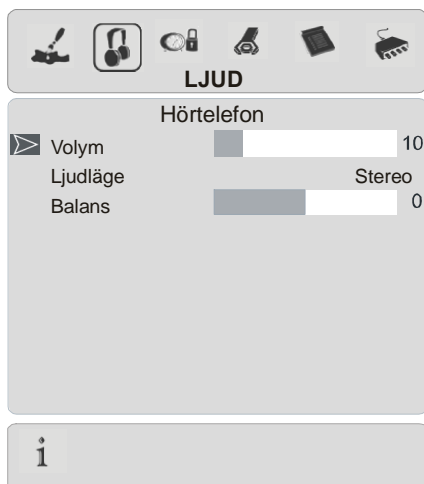 LJUD
Hörtelefon
Volym 10
Ljudläge Stereo
Balans 0
i